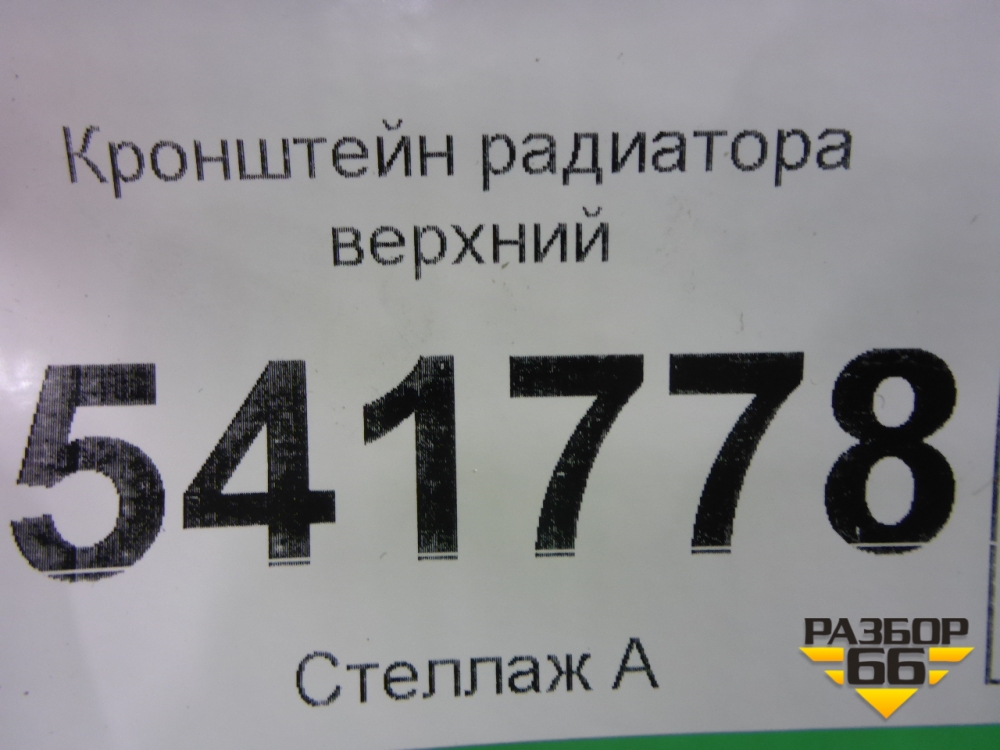 Кронштейн радиатора
верхний
541778
Стеллаж А
РАЗБОР
66